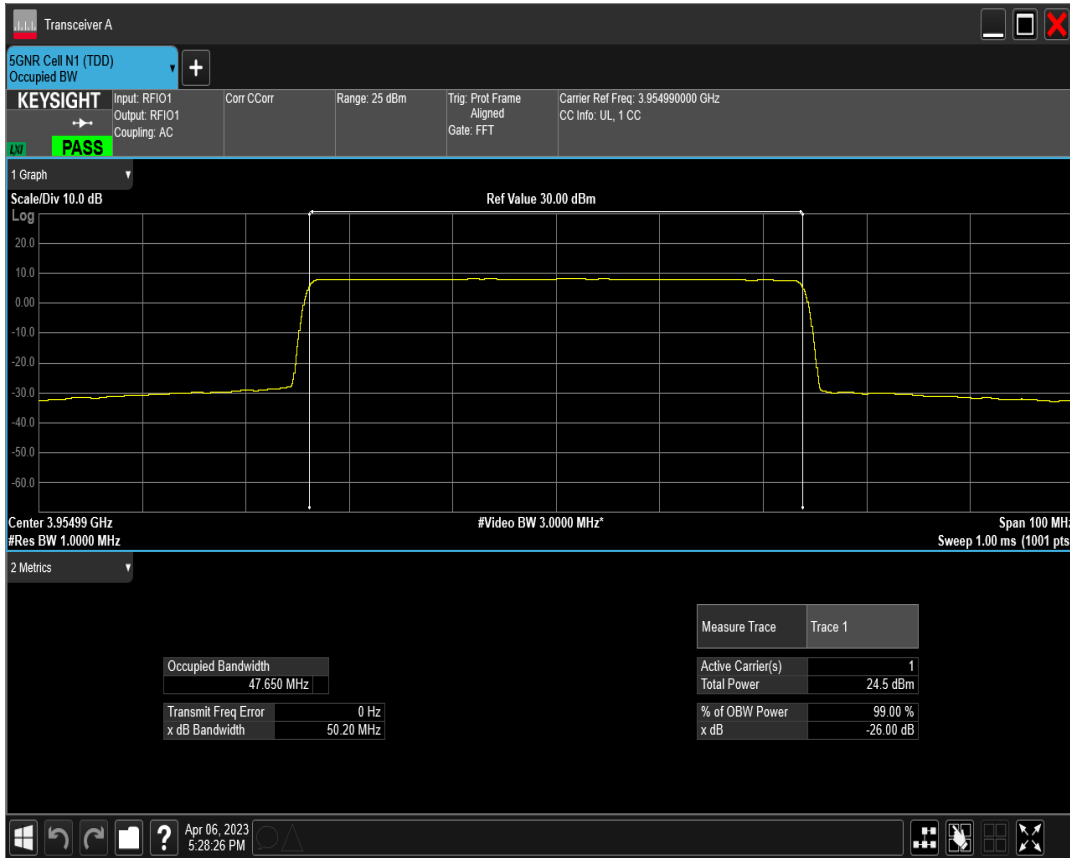 Transceiver A
5GNR Cell N1 (TDD)
Occupied BW
+
KEYSIGHT
LXI
PASS
Input: RFIO1
Output: RFIO1
Coupling: AC
Corr CCorr
Range: 25 dBm
Trig: Prot Frame
Aligned
Gate: FFT
Carrier Ref Freq: 3.954990000 GHz
CC Info: UL, 1 CC
1 Graph
Scale/Div 10.0 dB
Ref Value 30.00 dBm
Log
20.0
10.0
0.00
-10.0
-20.0
-30.0
-40.0
-50.0
-60.0
Center 3.95499 GHz
#Video BW 3.0000 MHz*
Span 100 MHz
#Res BW 1.0000 MHz
Sweep 1.00 ms (1001 pts
2 Metrics
Measure Trace Trace 1
Occupied Bandwidth
47.650 MHz
Active Carrier(s) 1
Total Power 24.5 dBm
Transmit Freq Error 0 Hz
x dB Bandwidth 50.20 MHz
% of OBW Power 99.00 %
x dB -26.00 dB
?
Apr 06, 2023
5:28:26 PM